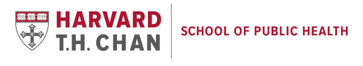 HARVARD
T.H. CHAN
SCHOOL OF PUBLIC HEALTH